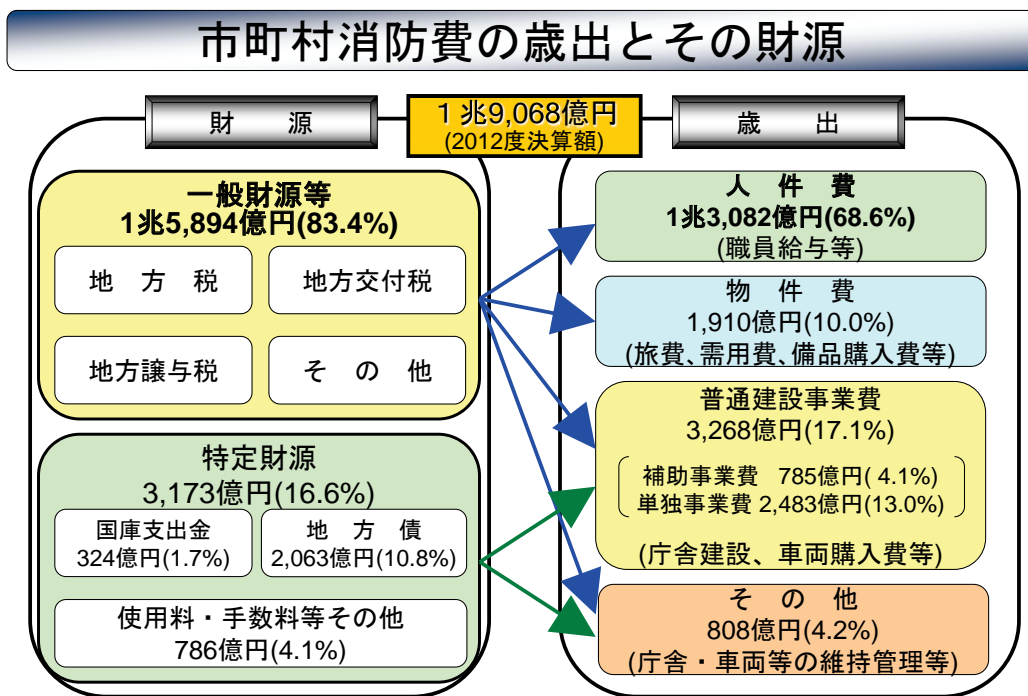 市町村消防費の歳出とその財源
財　源
1 兆9,068億円
(2012度決算額)
歳　出
一般財源等
1兆5,894億円(83.4%)
地　方　税
地方交付税
地方譲与税
そ　の　他
特定財源
3,173億円(16.6%)
国庫支出金
324億円(1.7%)
地　方　債
2,063億円(10.8%)
使用料・手数料等その他
786億円(4.1%)
人　件　費
1兆3,082億円(68.6%)
(職員給与等)
物　件　費
1,910億円(10.0%)
(旅費、需用費、備品購入費等)
普通建設事業費
3,268億円(17.1%)
補助事業費　785億円( 4.1%)
単独事業費 2,483億円(13.0%)
(庁舎建設、車両購入費等)
そ　の　他
808億円(4.2%)
(庁舎・車両等の維持管理等)